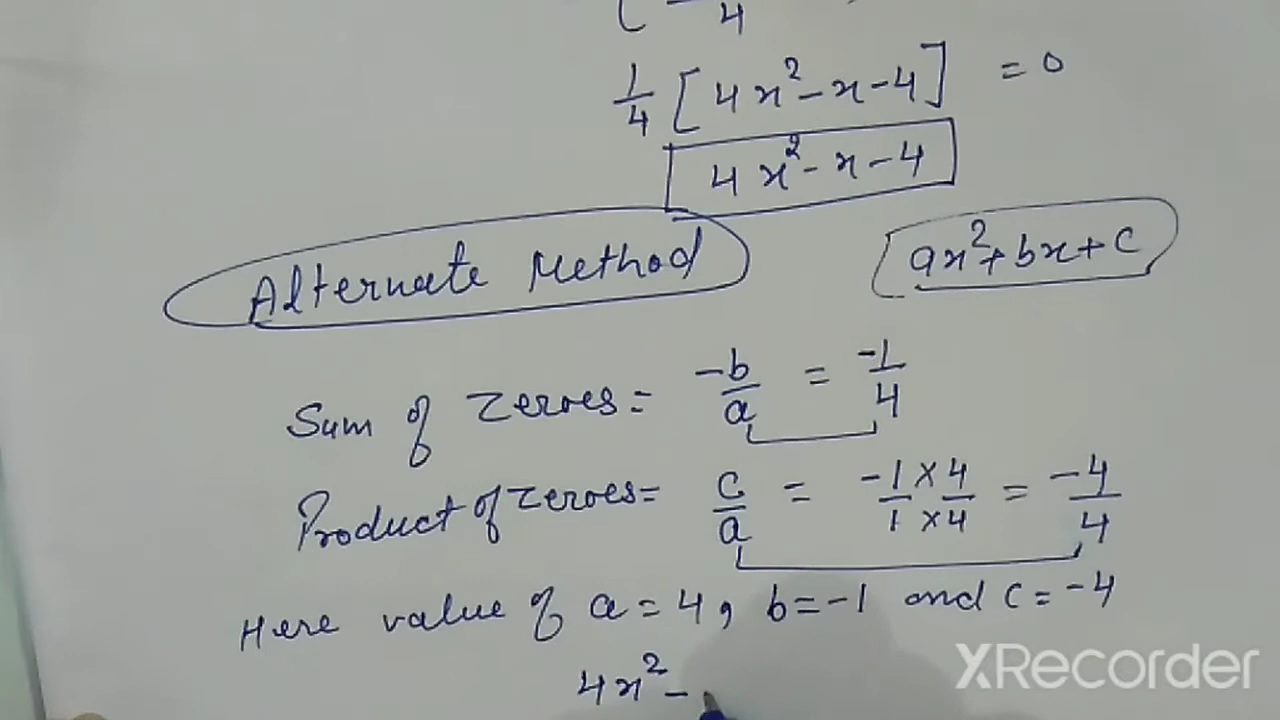 4
1/4 [4x² - x - 4] = 0
4x² - x - 4
Alternate Method
ax² + bx + c
Sum of zeroes = -b/a = -1/4
Product of zeroes = c/a = -1/1 × 4/× 4 = -4/4
Here value of a = 4, b = -1 and c = -4
4x² -
XRecorder